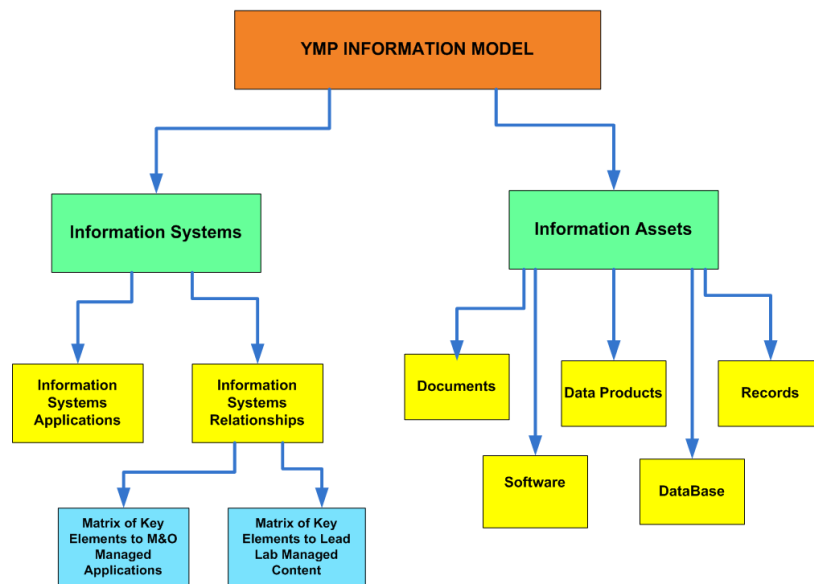 YMP INFORMATION MODEL
Information Systems
Information Assets
Information
Systems
Applications
Information
Systems
Relationships
Documents
Data Products
Records
Software
DataBase
Matrix of Key
Elements to M&O
Managed
Applications
Matrix of Key
Elements to Lead
Lab Managed
Content